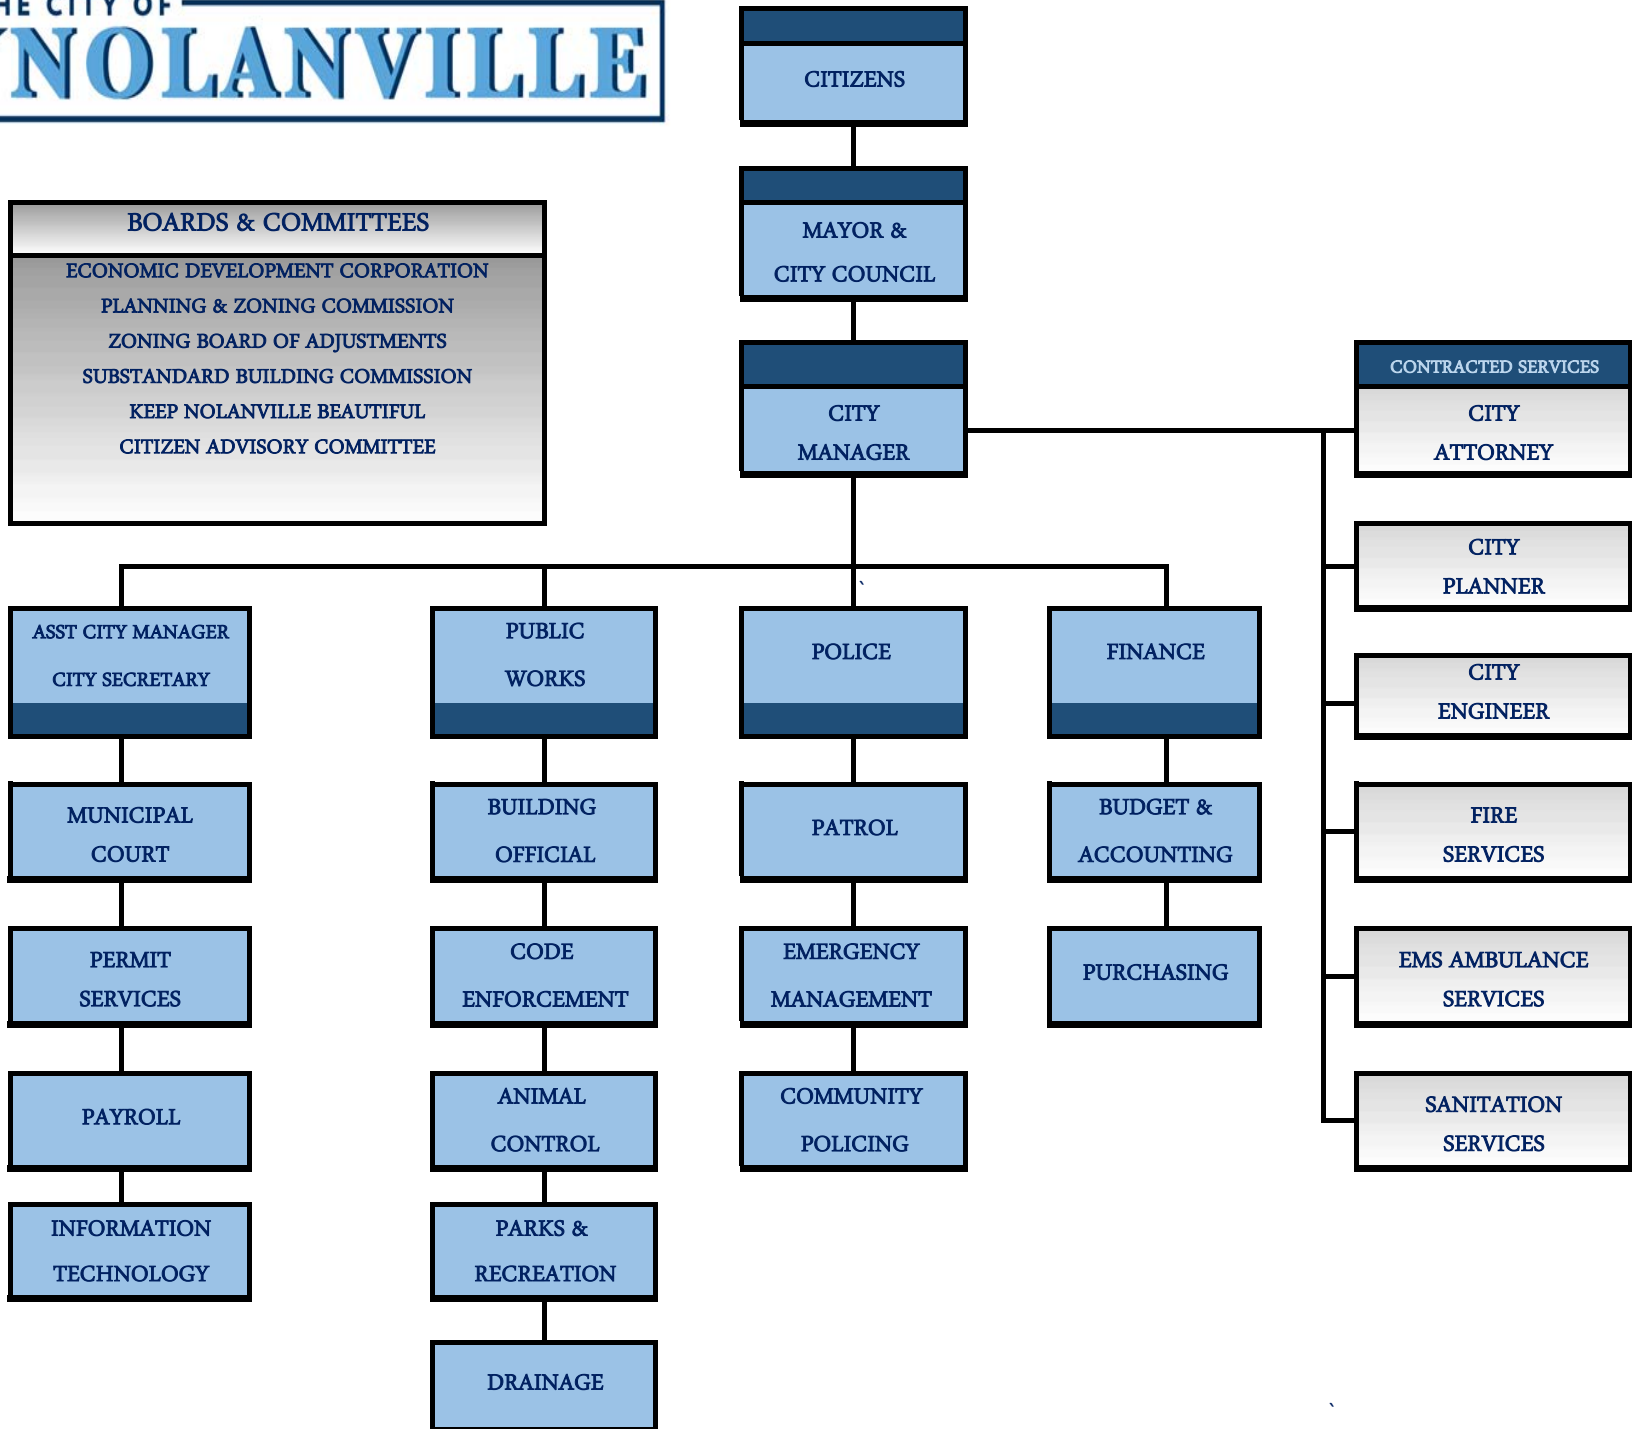 THE CITY OF
NOLANVILLE
CITIZENS
MAYOR &
CITY COUNCIL
BOARDS & COMMITTEES
ECONOMIC DEVELOPMENT CORPORATION
PLANNING & ZONING COMMISSION
ZONING BOARD OF ADJUSTMENTS
SUBSTANDARD BUILDING COMMISSION
KEEP NOLANVILLE BEAUTIFUL
CITIZEN ADVISORY COMMITTEE
CITY
MANAGER
CONTRACTED SERVICES
CITY
ATTORNEY
CITY
PLANNER
CITY
ENGINEER
FIRE
SERVICES
EMS AMBULANCE
SERVICES
SANITATION
SERVICES
`
ASST CITY MANAGER
CITY SECRETARY
MUNICIPAL
COURT
PERMIT
SERVICES
PAYROLL
INFORMATION
TECHNOLOGY
PUBLIC
WORKS
BUILDING
OFFICIAL
CODE
ENFORCEMENT
ANIMAL
CONTROL
PARKS &
RECREATION
DRAINAGE
POLICE
PATROL
EMERGENCY
MANAGEMENT
COMMUNITY
POLICING
FINANCE
BUDGET &
ACCOUNTING
PURCHASING
`